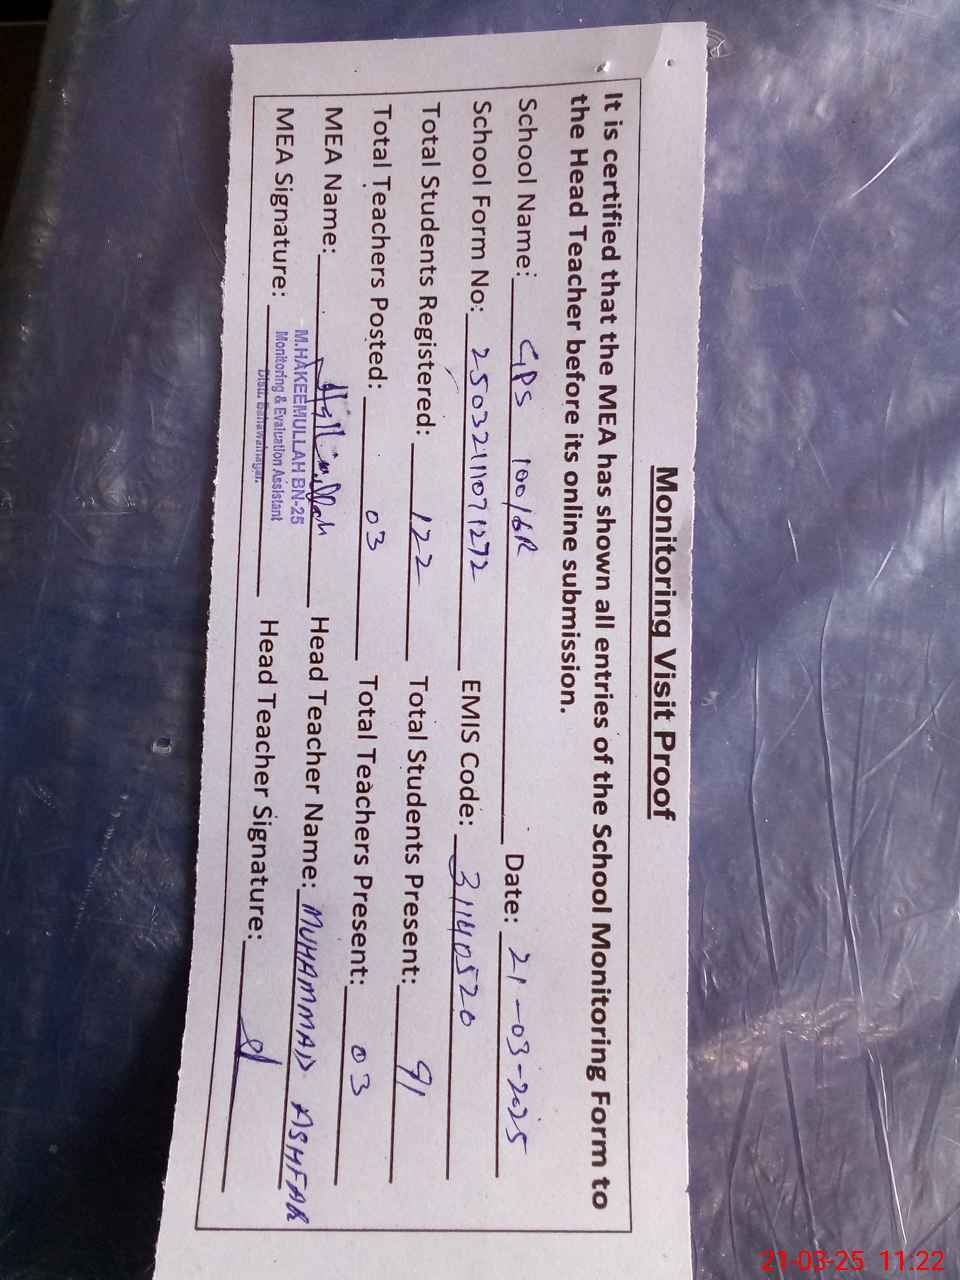 Monitoring Visit Proof
It is certified that the MEA has shown all entries of the School Monitoring Form to
the Head Teacher before its online submission.
School Name: GPS 100/6R Date: 21-03-2025
School Form No: 25032111071272 EMIS Code: 31140520
Total Students Registered: 122 Total Students Present: 91
Total Teachers Posted: 03 Total Teachers Present: 03
MEA Name: Head Teacher Name: MUHAMMAD ASHFAR
MEA Signature: Head Teacher Signature:
M.HAKEEMULLAH BN-25
Monitoring & Evaluation Assistant
Distt. Bahawalnagar.
21-03-25 11:22